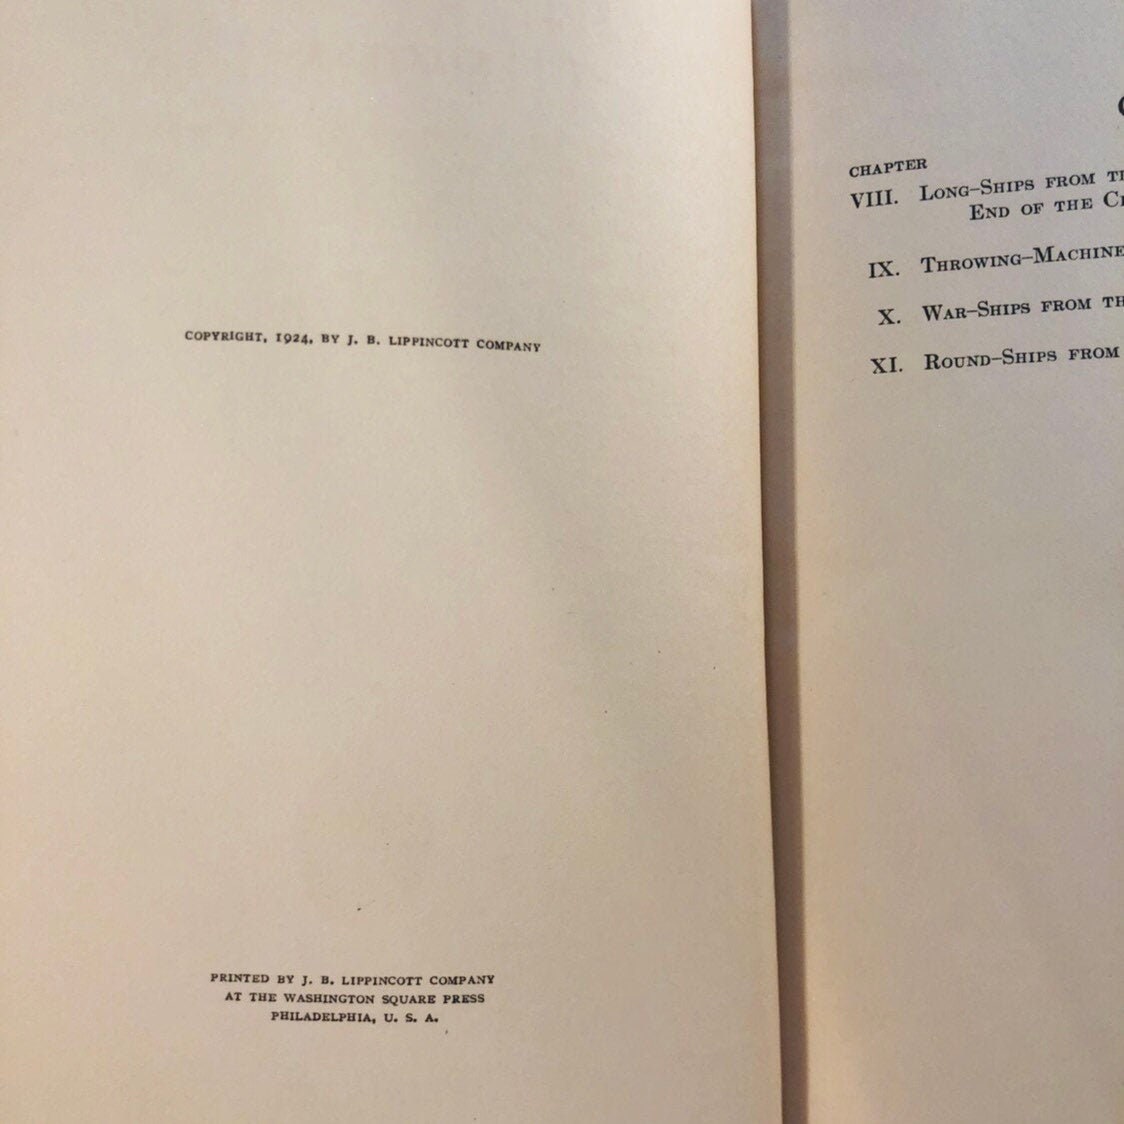 COPYRIGHT, 1924, BY J. B. LIPPINCOTT COMPANY
PRINTED BY J. B. LIPPINCOTT COMPANY
AT THE WASHINGTON SQUARE PRESS
PHILADELPHIA, U. S. A.
CHAPTER
VIII. LONG-SHIPS FROM
END OF THE
IX. THROWING-MACHINE
X. WAR-SHIPS FROM
XI. ROUND-SHIPS FROM